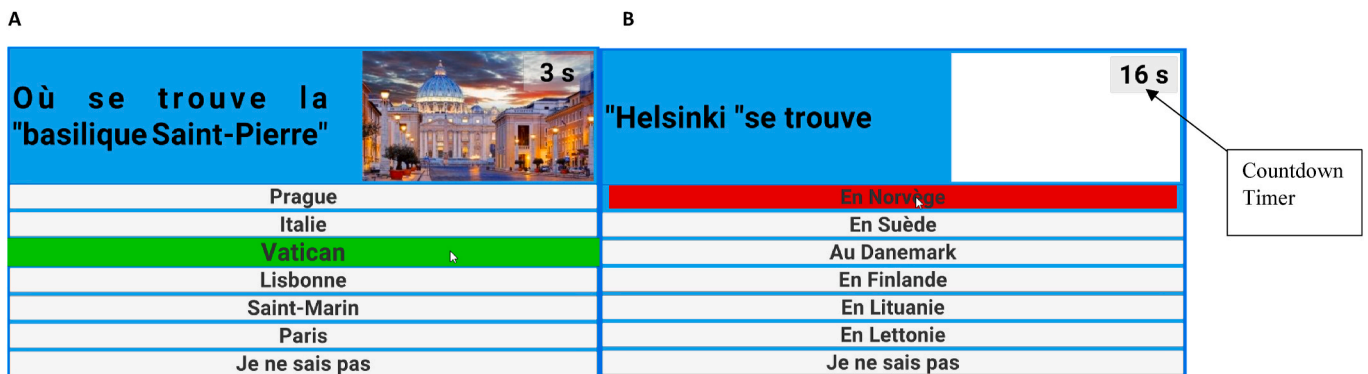 A
Où se trouve la
"basilique Saint-Pierre"
3 s
Prague
Italie
Vatican
Lisbonne
Saint-Marin
Paris
Je ne sais pas
B
"Helsinki "se trouve
16 s
En Norvège
En Suède
Au Danemark
En Finlande
En Lituanie
En Lettonie
Je ne sais pas
Countdown
Timer